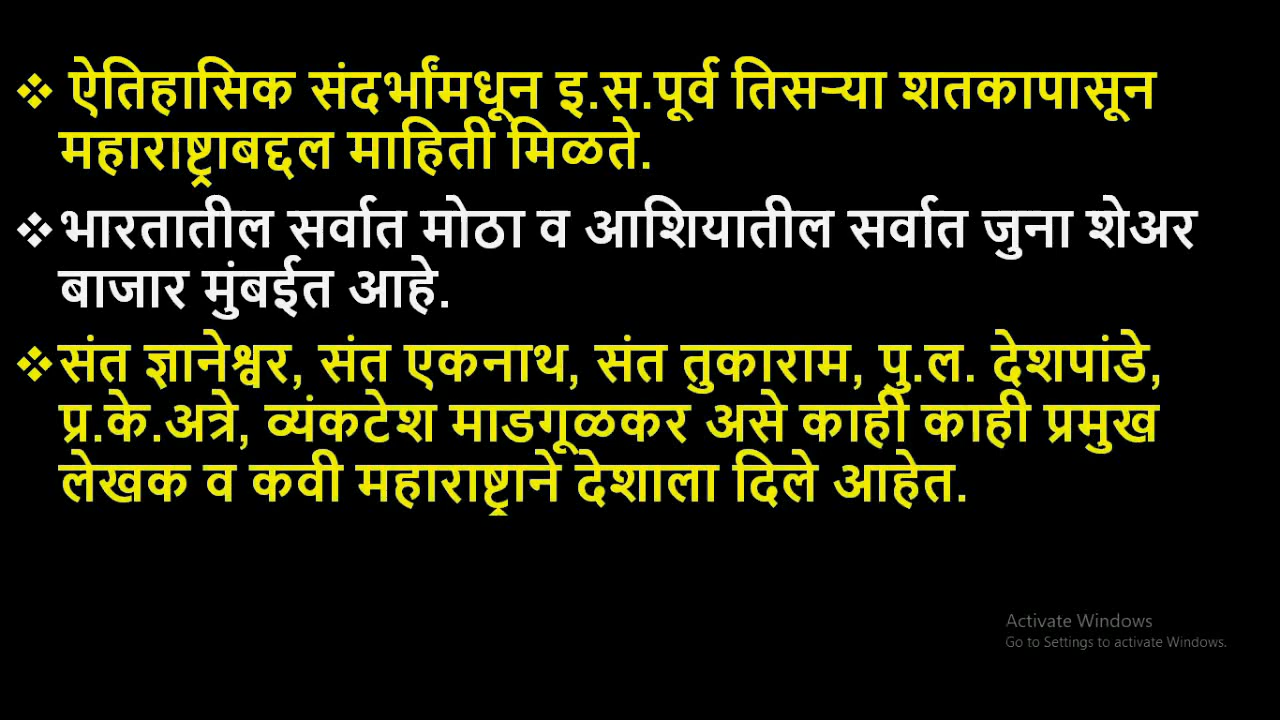 ❖ ऐतिहासिक संदर्भांमधून इ.स.पूर्व तिसऱ्या शतकापासून
महाराष्ट्राबद्दल माहिती मिळते.
❖ भारतातील सर्वात मोठा व आशियातील सर्वात जुना शेअर
बाजार मुंबईत आहे.
❖ संत ज्ञानेश्वर, संत एकनाथ, संत तुकाराम, पु.ल. देशपांडे,
प्र.के.अत्रे, व्यंकटेश माडगूळकर असे काही काही प्रमुख
लेखक व कवी महाराष्ट्राने देशाला दिले आहेत.
Activate Windows
Go to Settings to activate Windows.